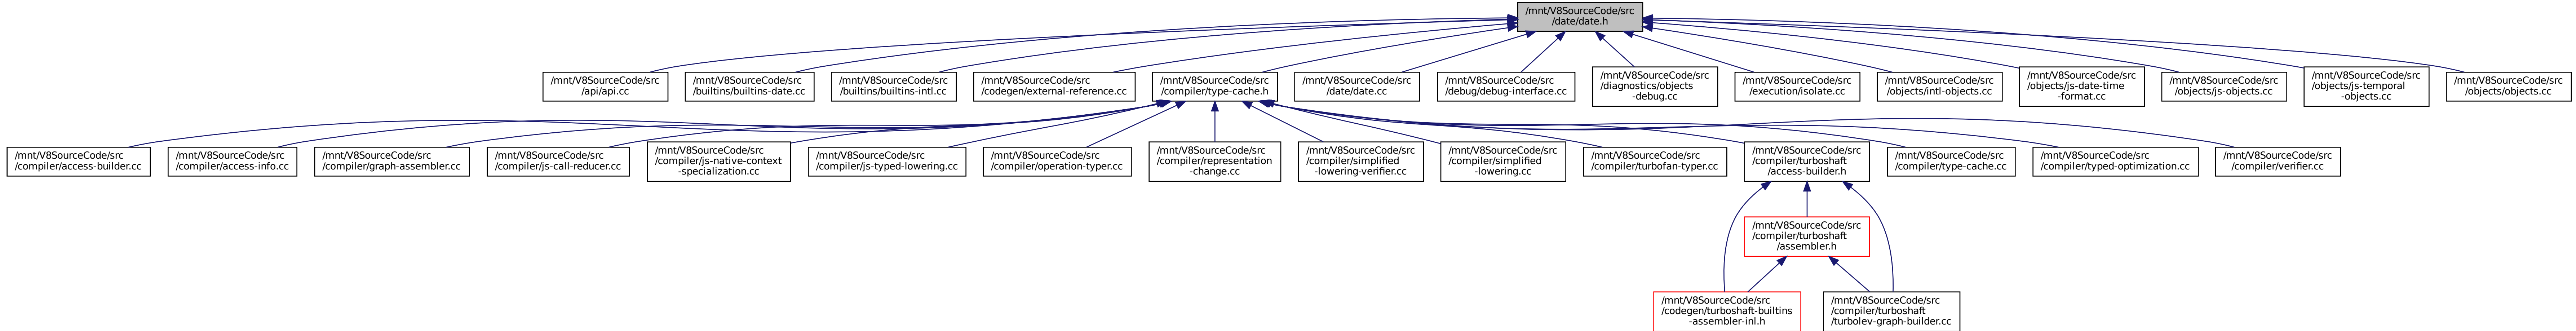 /mnt/V8SourceCode/src
/date/date.h
/mnt/V8SourceCode/src
/api/api.cc
/mnt/V8SourceCode/src
/builtins/builtins-date.cc
/mnt/V8SourceCode/src
/builtins/builtins-intl.cc
/mnt/V8SourceCode/src
/codegen/external-reference.cc
/mnt/V8SourceCode/src
/compiler/type-cache.h
/mnt/V8SourceCode/src
/date/date.cc
/mnt/V8SourceCode/src
/debug/debug-interface.cc
/mnt/V8SourceCode/src
/diagnostics/objects
-debug.cc
/mnt/V8SourceCode/src
/execution/isolate.cc
/mnt/V8SourceCode/src
/objects/intl-objects.cc
/mnt/V8SourceCode/src
/objects/js-date-time
-format.cc
/mnt/V8SourceCode/src
/objects/js-objects.cc
/mnt/V8SourceCode/src
/objects/js-temporal
-objects.cc
/mnt/V8SourceCode/src
/objects/objects.cc
/mnt/V8SourceCode/src
/compiler/access-builder.cc
/mnt/V8SourceCode/src
/compiler/access-info.cc
/mnt/V8SourceCode/src
/compiler/graph-assembler.cc
/mnt/V8SourceCode/src
/compiler/js-call-reducer.cc
/mnt/V8SourceCode/src
/compiler/js-native-context
-specialization.cc
/mnt/V8SourceCode/src
/compiler/js-typed-lowering.cc
/mnt/V8SourceCode/src
/compiler/operation-typer.cc
/mnt/V8SourceCode/src
/compiler/representation
-change.cc
/mnt/V8SourceCode/src
/compiler/simplified
-lowering-verifier.cc
/mnt/V8SourceCode/src
/compiler/simplified
-lowering.cc
/mnt/V8SourceCode/src
/compiler/turbofan-typer.cc
/mnt/V8SourceCode/src
/compiler/turboshaft
/access-builder.h
/mnt/V8SourceCode/src
/compiler/type-cache.cc
/mnt/V8SourceCode/src
/compiler/typed-optimization.cc
/mnt/V8SourceCode/src
/compiler/verifier.cc
/mnt/V8SourceCode/src
/compiler/turboshaft
/assembler.h
/mnt/V8SourceCode/src
/codegen/turboshaft-builtins
-assembler-inl.h
/mnt/V8SourceCode/src
/compiler/turboshaft
/turbolev-graph-builder.cc